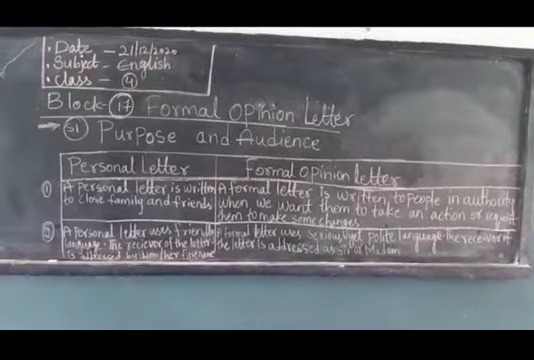 • Date – 21/12/2020
• Subject – English
• Class – 4
Block-17 Formal Opinion Letter
→ S1 Purpose and Audience
Personal Letter
Formal Opinion Letter
1 A Personal letter is written
to close family and friends
A formal letter is written to people in authority
when we want them to take an action or request
them to make some changes
2 A Personal letter uses friendly
language. The reciever of the letter
is addressed by him/her first name
A formal letter uses serious yet polite language. the receiver of
the letter is addressed as sir or Madam